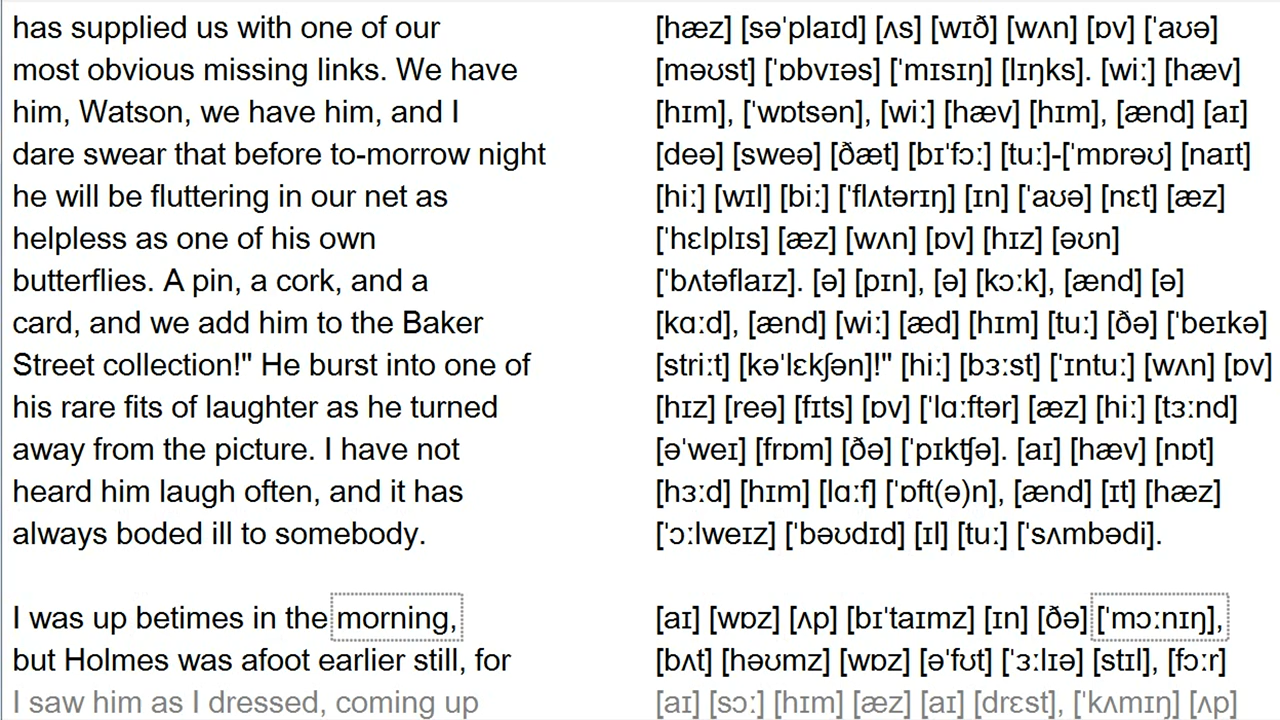 has supplied us with one of our
most obvious missing links. We have
him, Watson, we have him, and I
dare swear that before to-morrow night
he will be fluttering in our net as
helpless as one of his own
butterflies. A pin, a cork, and a
card, and we add him to the Baker
Street collection!" He burst into one of
his rare fits of laughter as he turned
away from the picture. I have not
heard him laugh often, and it has
always boded ill to somebody.
I was up betimes in the morning,
but Holmes was afoot earlier still, for
I saw him as I dressed, coming up
[hæz] [səˈplaɪd] [ʌs] [wɪð] [wʌn] [ɒv] [ˈaʊə]
[məʊst] [ˈɒbvɪəs] [ˈmɪsɪŋ] [lɪŋks]. [wiː] [hæv]
[hɪm], [ˈwɒtsən], [wiː] [hæv] [hɪm], [ænd] [aɪ]
[deə] [sweə] [ðæt] [bɪˈfɔː] [tuː]-[ˈmɒrəʊ] [naɪt]
[hiː] [wɪl] [biː] [ˈflʌtərɪŋ] [ɪn] [ˈaʊə] [nɛt] [æz]
[ˈhɛlplɪs] [æz] [wʌn] [ɒv] [hɪz] [əʊn]
[ˈbʌtəflaɪz]. [ə] [pɪn], [ə] [kɔːk], [ænd] [ə]
[kɑːd], [ænd] [wiː] [æd] [hɪm] [tuː] [ðə] [ˈbeɪkə]
[striːt] [kəˈlɛkʃən]!" [hiː] [bɜːst] [ˈɪntuː] [wʌn] [ɒv]
[hɪz] [reə] [fɪts] [ɒv] [ˈlɑːftər] [æz] [hiː] [tɜːnd]
[əˈweɪ] [frɒm] [ðə] [ˈpɪkʧə]. [aɪ] [hæv] [nɒt]
[hɜːd] [hɪm] [lɑːf] [ˈɒft(ə)n], [ænd] [ɪt] [hæz]
[ˈɔːlweɪz] [ˈbəʊdɪd] [ɪl] [tuː] [ˈsʌmbədi].
[aɪ] [wɒz] [ʌp] [bɪˈtaɪmz] [ɪn] [ðə] [ˈmɔːnɪŋ],
[bʌt] [həʊmz] [wɒz] [əˈfʊt] [ˈɜːlɪə] [stɪl], [fɔːr]
[aɪ] [sɔː] [hɪm] [æz] [aɪ] [drɛst], [ˈkʌmɪŋ] [ʌp]